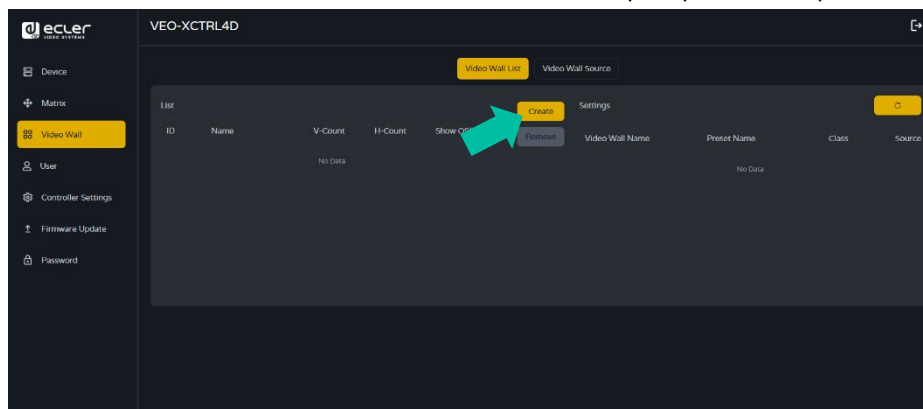 ecler
VIDEO SYSTEMS
VEO-XCTRL4D
Device
Matrix
Video Wall
User
Controller Settings
Firmware Update
Password
Video Wall List
Video Wall Source
List
Create
Settings
ID Name V-Count H-Count Show
Remove
Video Wall Name Preset Name Class Source
No Data
No Data